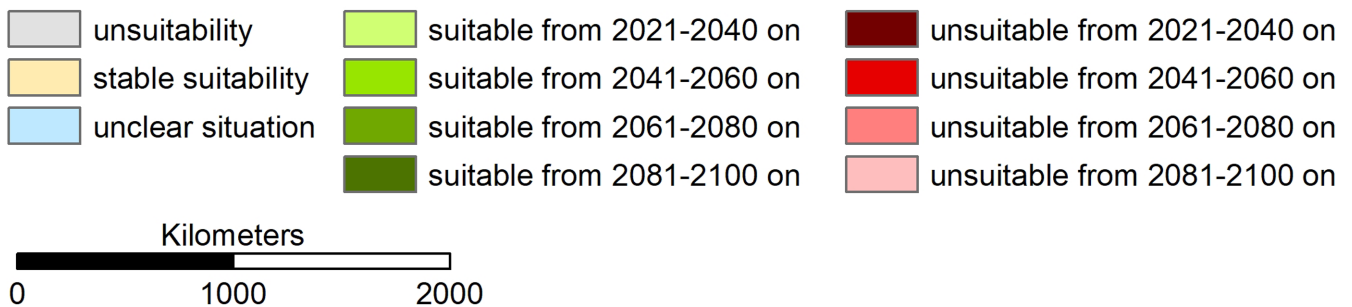 unsuitability
stable suitability
unclear situation
suitable from 2021-2040 on
suitable from 2041-2060 on
suitable from 2061-2080 on
suitable from 2081-2100 on
unsuitable from 2021-2040 on
unsuitable from 2041-2060 on
unsuitable from 2061-2080 on
unsuitable from 2081-2100 on
Kilometers
0 1000 2000